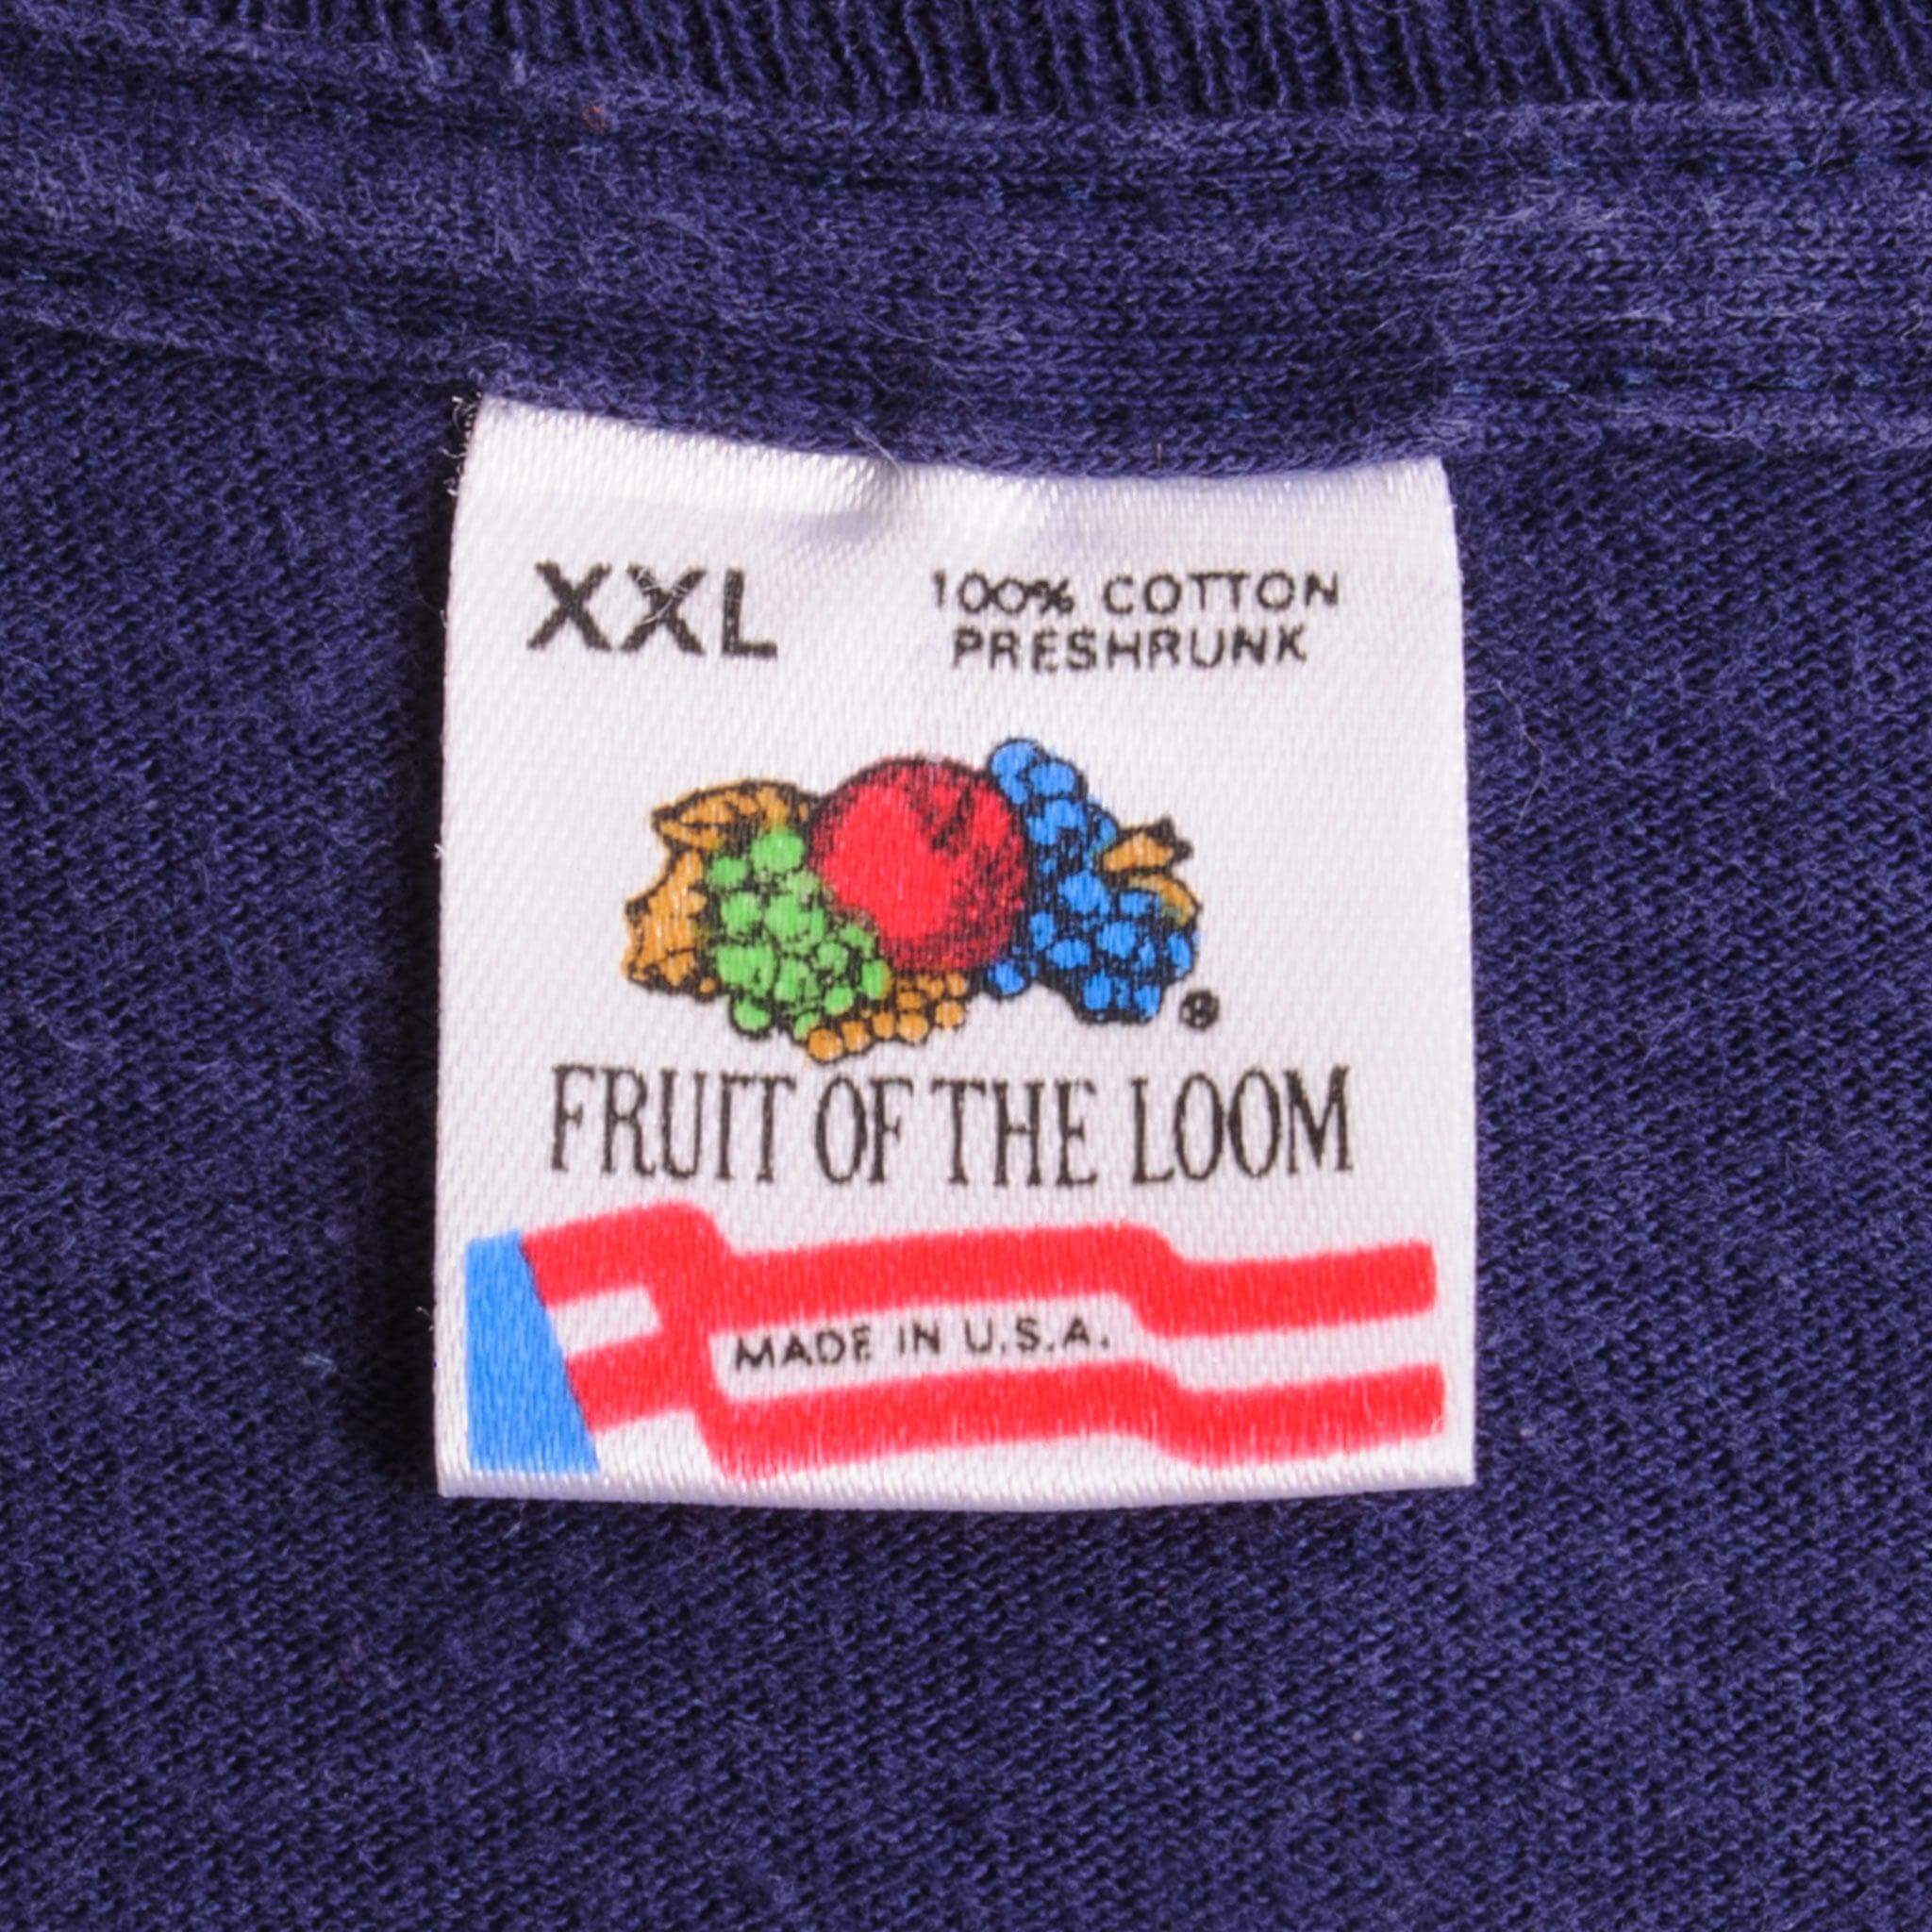 XXL
100% COTTON
PRESHRUNK
®
FRUIT OF THE LOOM
MADE IN U.S.A.